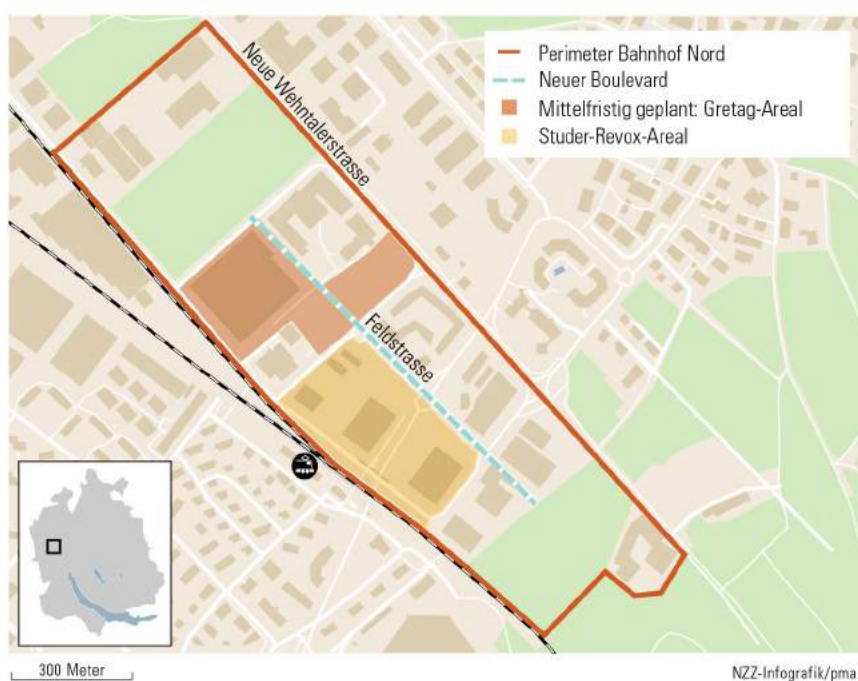 Perimeter Bahnhof Nord
Neuer Boulevard
Mittelfristig geplant: Gretag-Areal
Studer-Revox-Areal
Neue Wehntalerstrasse
Feldstrasse
300 Meter
NZZ-Infografik/pma